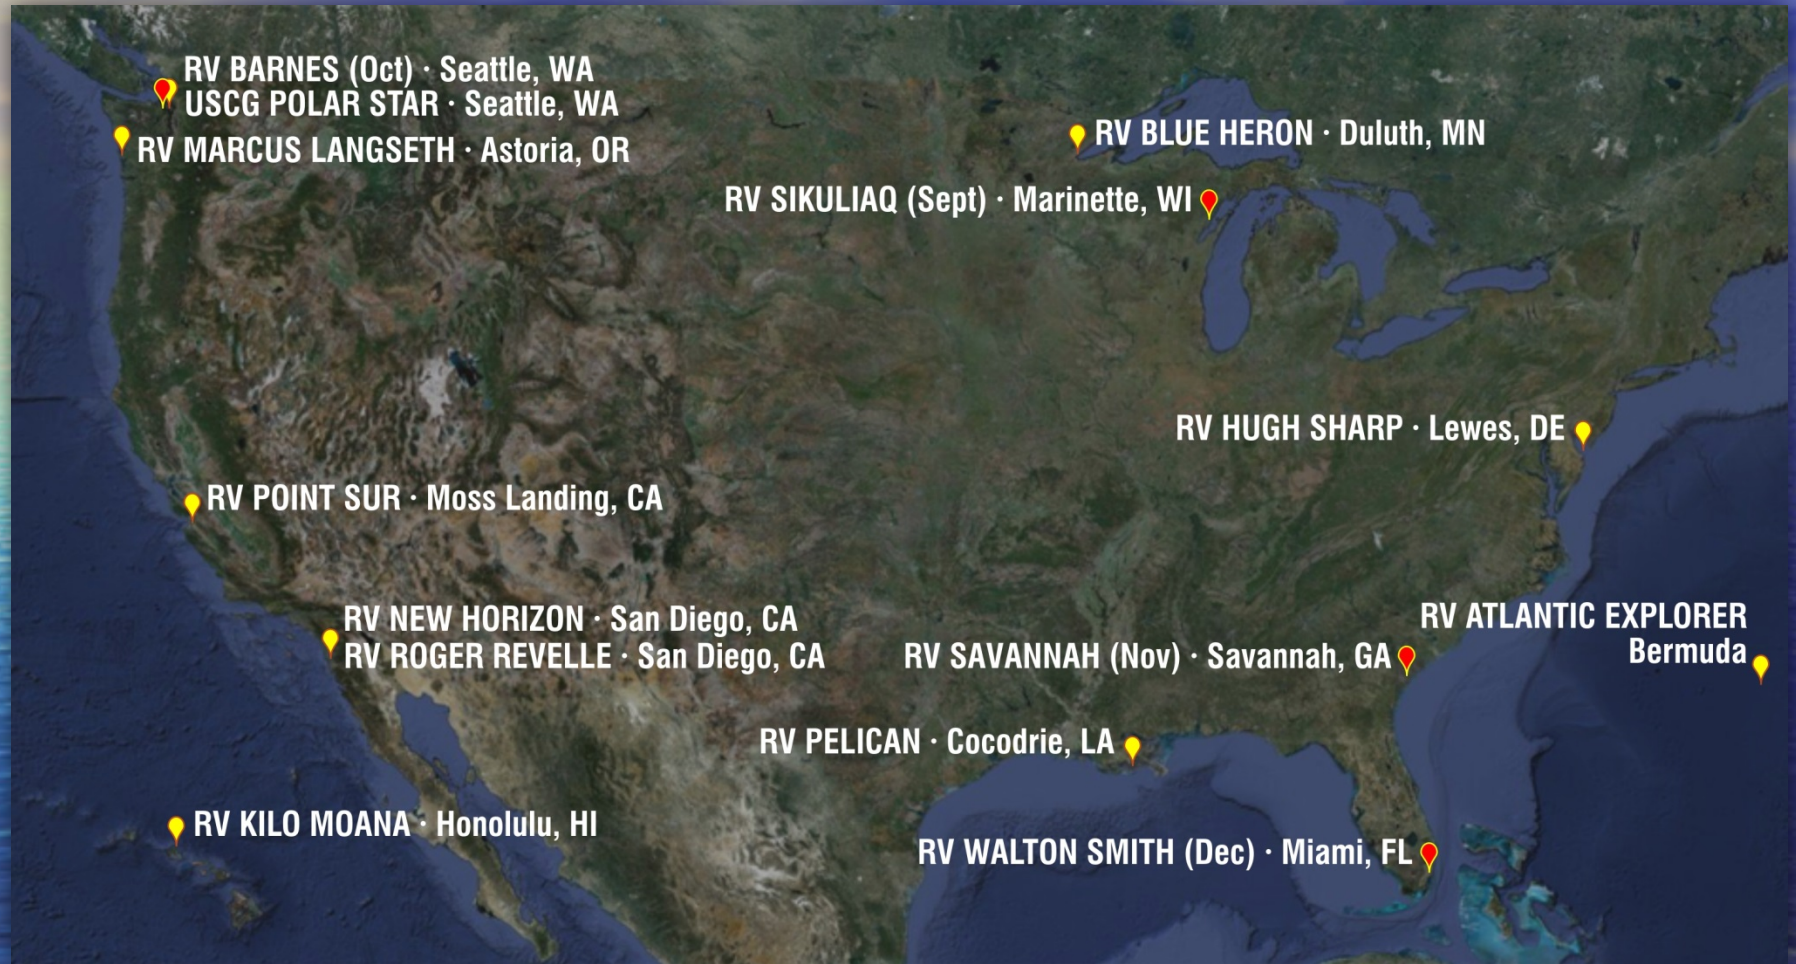 RV BARNES (Oct) · Seattle, WA
USCG POLAR STAR · Seattle, WA
RV MARCUS LANGSETH · Astoria, OR
RV BLUE HERON · Duluth, MN
RV SIKULIAQ (Sept) · Marinette, WI
RV HUGH SHARP · Lewes, DE
RV POINT SUR · Moss Landing, CA
RV NEW HORIZON · San Diego, CA
RV ROGER REVELLE · San Diego, CA
RV ATLANTIC EXPLORER
Bermuda
RV SAVANNAH (Nov) · Savannah, GA
RV PELICAN · Cocodrie, LA
RV KILO MOANA · Honolulu, HI
RV WALTON SMITH (Dec) · Miami, FL